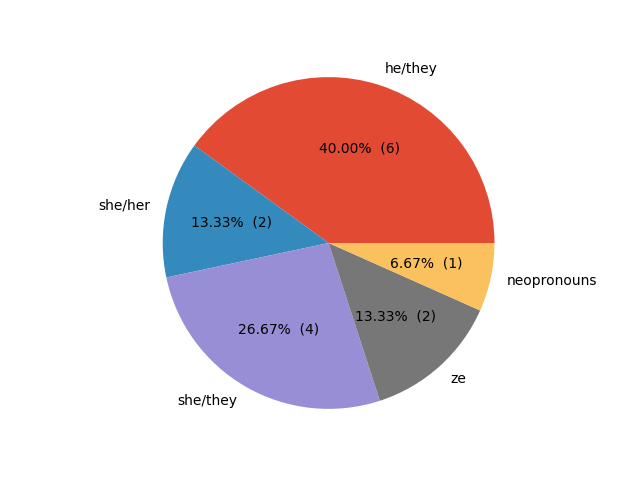 he/they
40.00%  (6)
she/her
13.33%  (2)
6.67%  (1)
neopronouns
13.33%  (2)
26.67%  (4)
ze
she/they